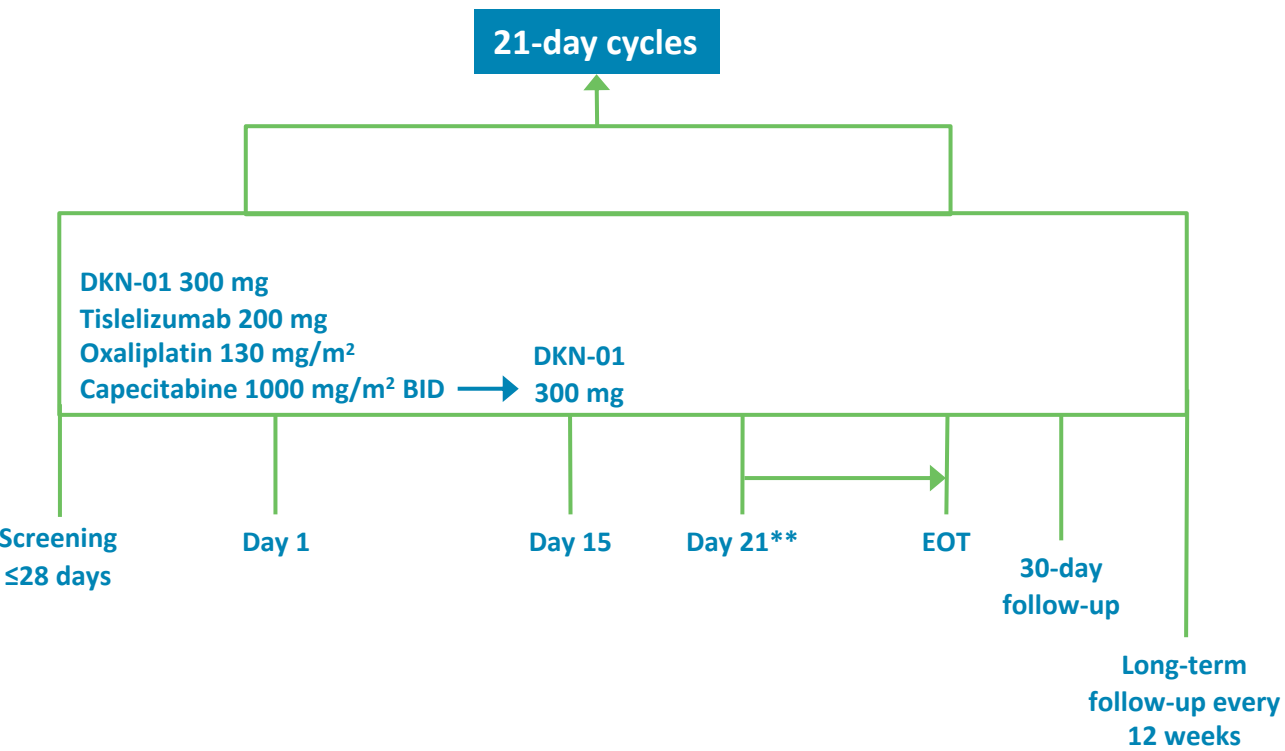 21-day cycles
DKN-01 300 mg
Tislelizumab 200 mg
Oxaliplatin 130 mg/m²
Capecitabine 1000 mg/m² BID
DKN-01
300 mg
Screening
≤28 days
Day 1
Day 15
Day 21**
EOT
30-day
follow-up
Long-term
follow-up every
12 weeks